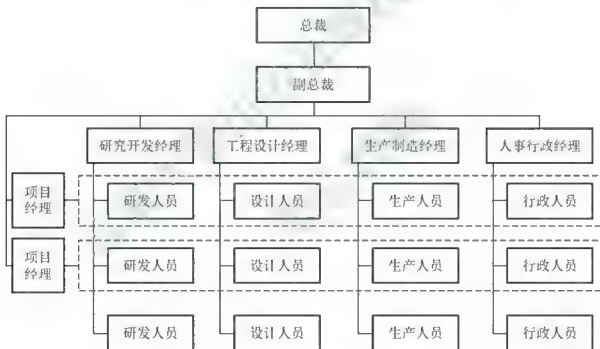 总裁
副总裁
研究开发经理 工程设计经理 生产制造经理 人事行政经理
项目
经理
研发人员 设计人员 生产人员 行政人员
项目
经理
研发人员 设计人员 生产人员 行政人员
研发人员 设计人员 生产人员 行政人员